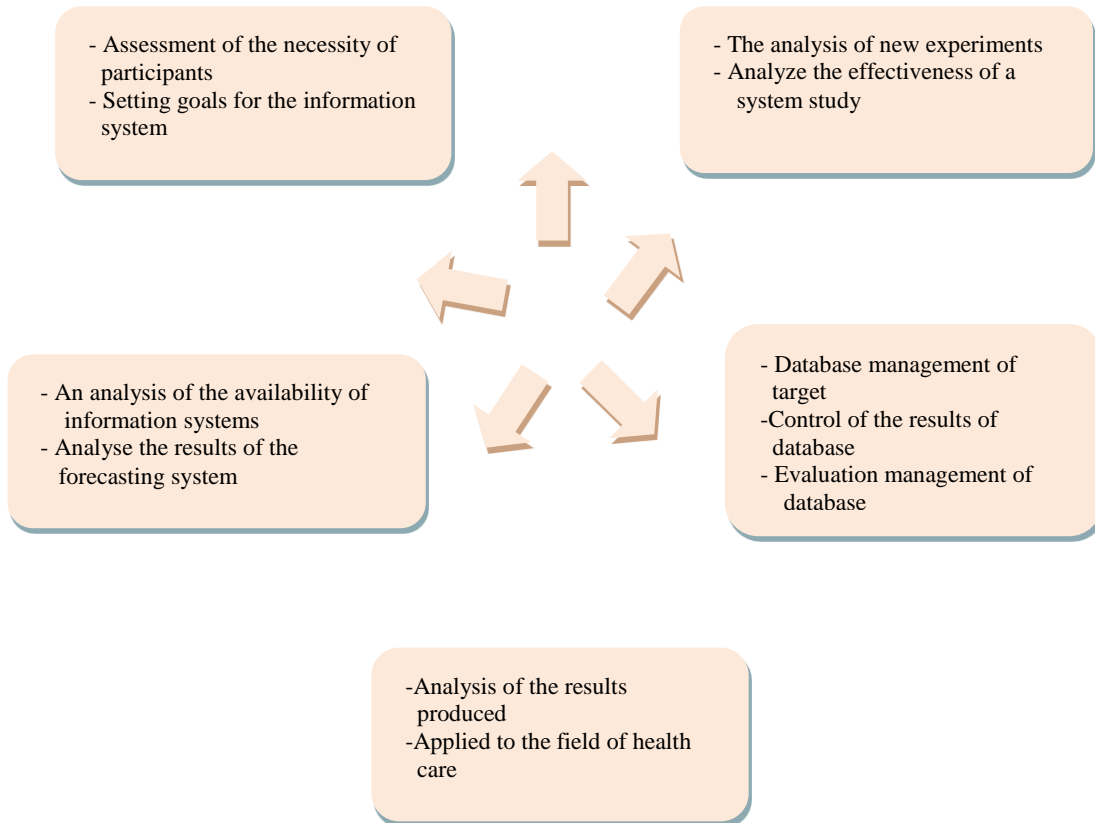 - Assessment of the necessity of
participants
- Setting goals for the information
system
- The analysis of new experiments
- Analyze the effectiveness of a
system study
- An analysis of the availability of
information systems
- Analyse the results of the
forecasting system
- Database management of
target
-Control of the results of
database
- Evaluation management of
database
-Analysis of the results
produced
-Applied to the field of health
care